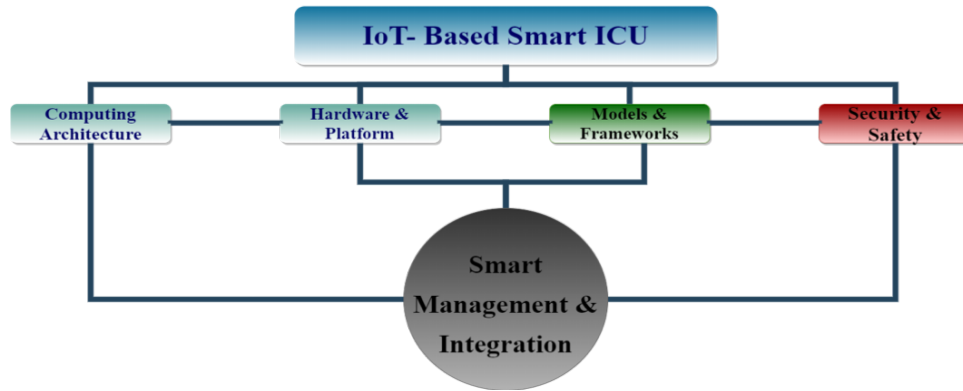 IoT- Based Smart ICU
Computing
Architecture
Hardware &
Platform
Models &
Frameworks
Security &
Safety
Smart
Management &
Integration